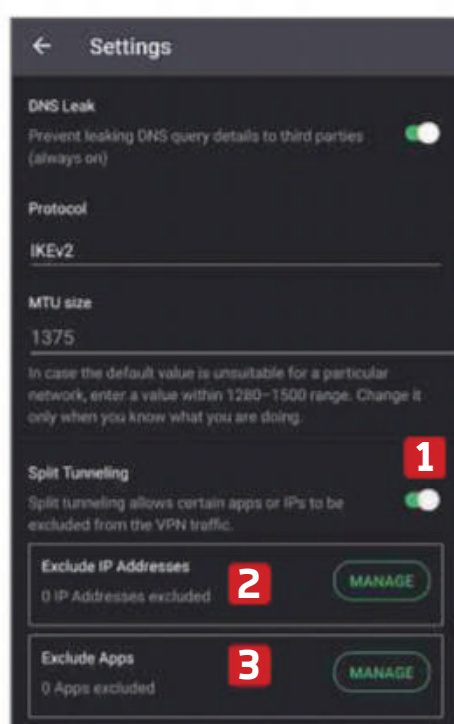 Settings
DNS Leak
Prevent leaking DNS query details to third parties
(always on)
Protocol
IKEv2
MTU size
1375
In case the default value is unsuitable for a particular
network, enter a value within 1280–1500 range. Change it
only when you know what you are doing.
1
Split Tunneling
Split tunneling allows certain apps or IPs to be
excluded from the VPN traffic.
Exclude IP Addresses
0 IP Addresses excluded
2
MANAGE
Exclude Apps
0 Apps excluded
3
MANAGE